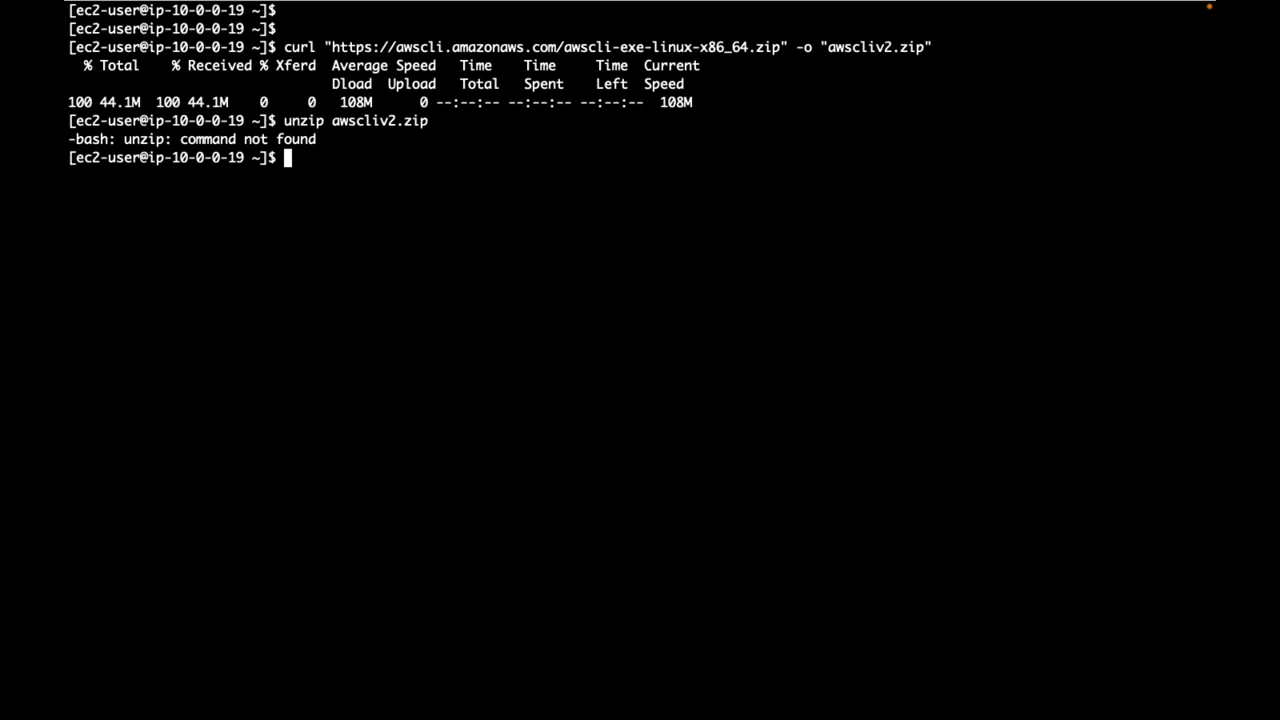 [ec2-user@ip-10-0-0-19 ~]$
[ec2-user@ip-10-0-0-19 ~]$
[ec2-user@ip-10-0-0-19 ~]$ curl "https://awscli.amazonaws.com/awscli-exe-linux-x86_64.zip" -o "awscliv2.zip"
  % Total    % Received % Xferd  Average Speed   Time    Time     Time  Current
                                 Dload  Upload   Total   Spent    Left  Speed
100 44.1M  100 44.1M    0     0   108M      0 --:--:-- --:--:-- --:--:--  108M
[ec2-user@ip-10-0-0-19 ~]$ unzip awscliv2.zip
-bash: unzip: command not found
[ec2-user@ip-10-0-0-19 ~]$